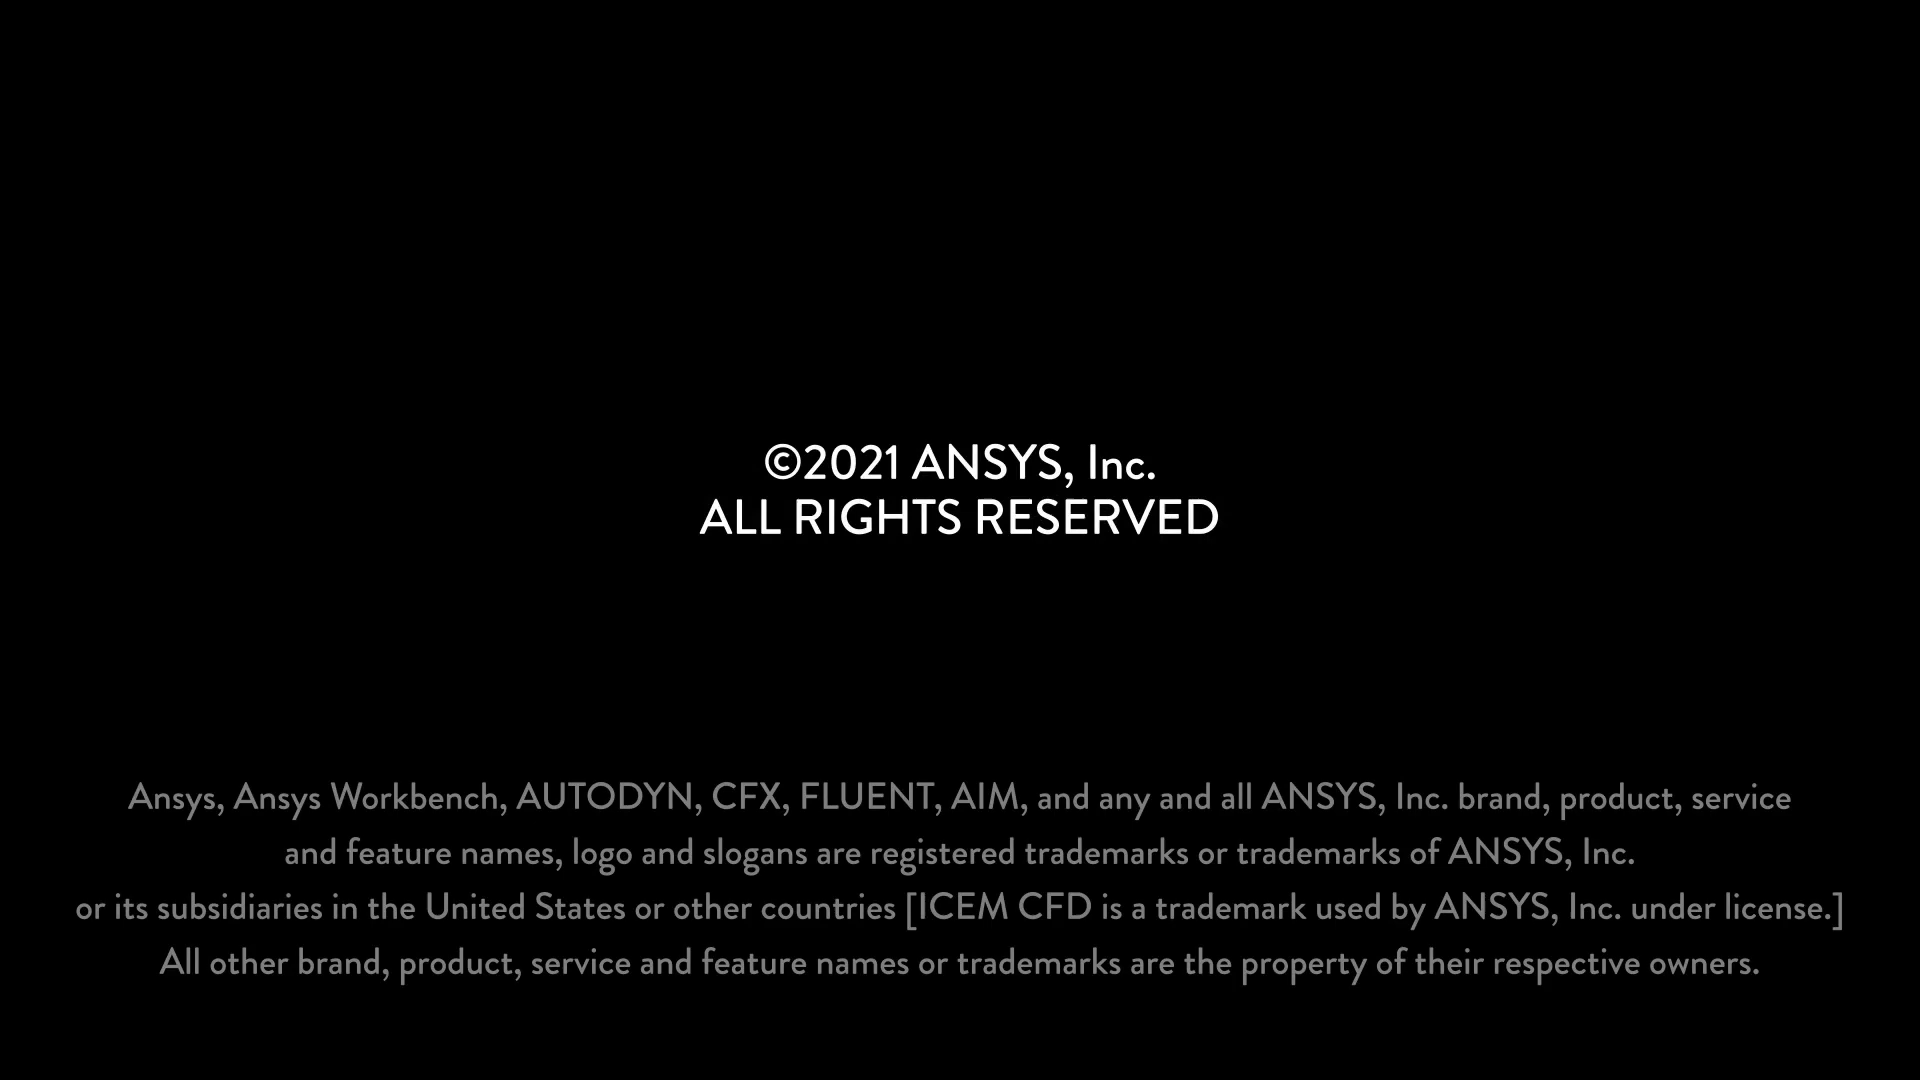 ©2021 ANSYS, Inc.
ALL RIGHTS RESERVED
Ansys, Ansys Workbench, AUTODYN, CFX, FLUENT, AIM, and any and all ANSYS, Inc. brand, product, service
and feature names, logo and slogans are registered trademarks or trademarks of ANSYS, Inc.
or its subsidiaries in the United States or other countries [ICEM CFD is a trademark used by ANSYS, Inc. under license.]
All other brand, product, service and feature names or trademarks are the property of their respective owners.